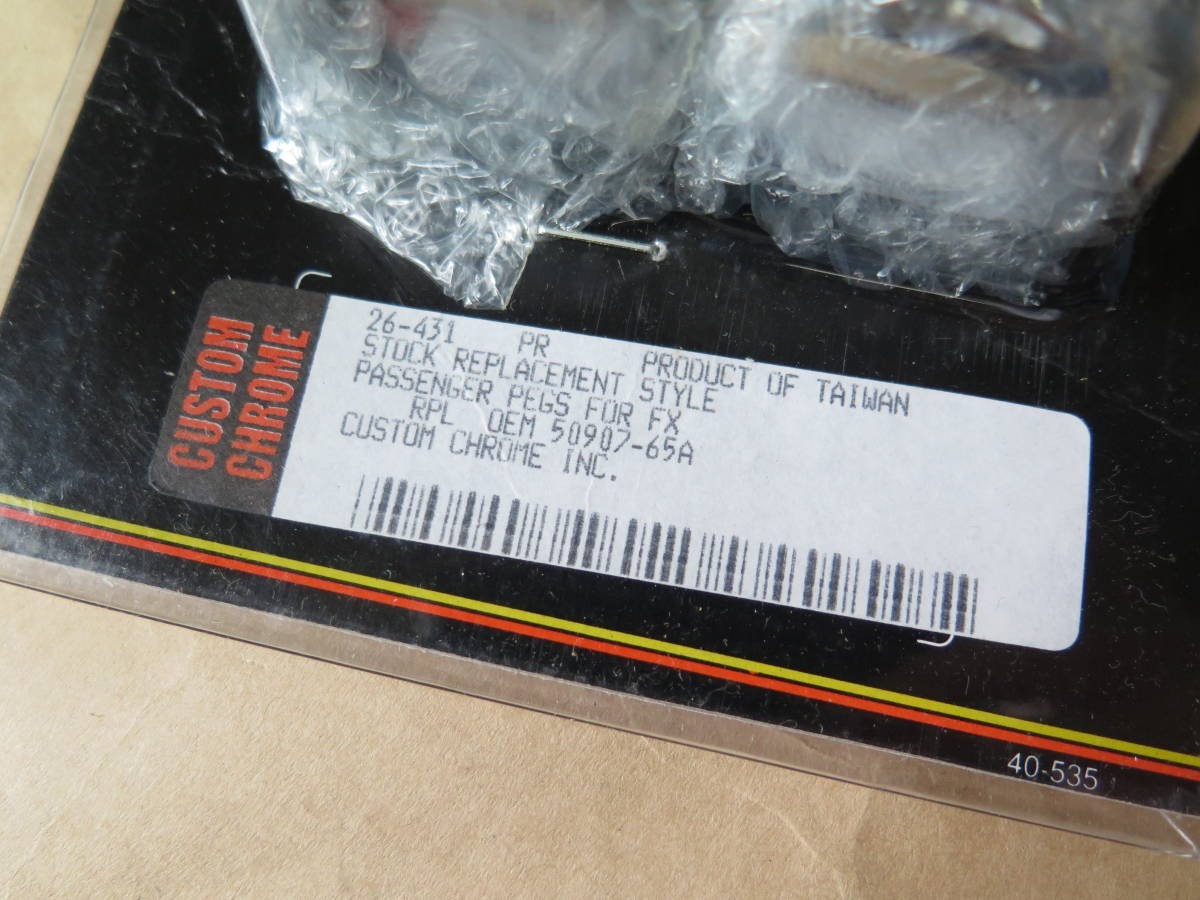 CUSTOM
CHROME
26-431 PR PRODUCT OF TAIWAN
STOCK REPLACEMENT STYLE
PASSENGER PEGS FOR FX
RPL OEM 50907-65A
CUSTOM CHROME INC.
40-535